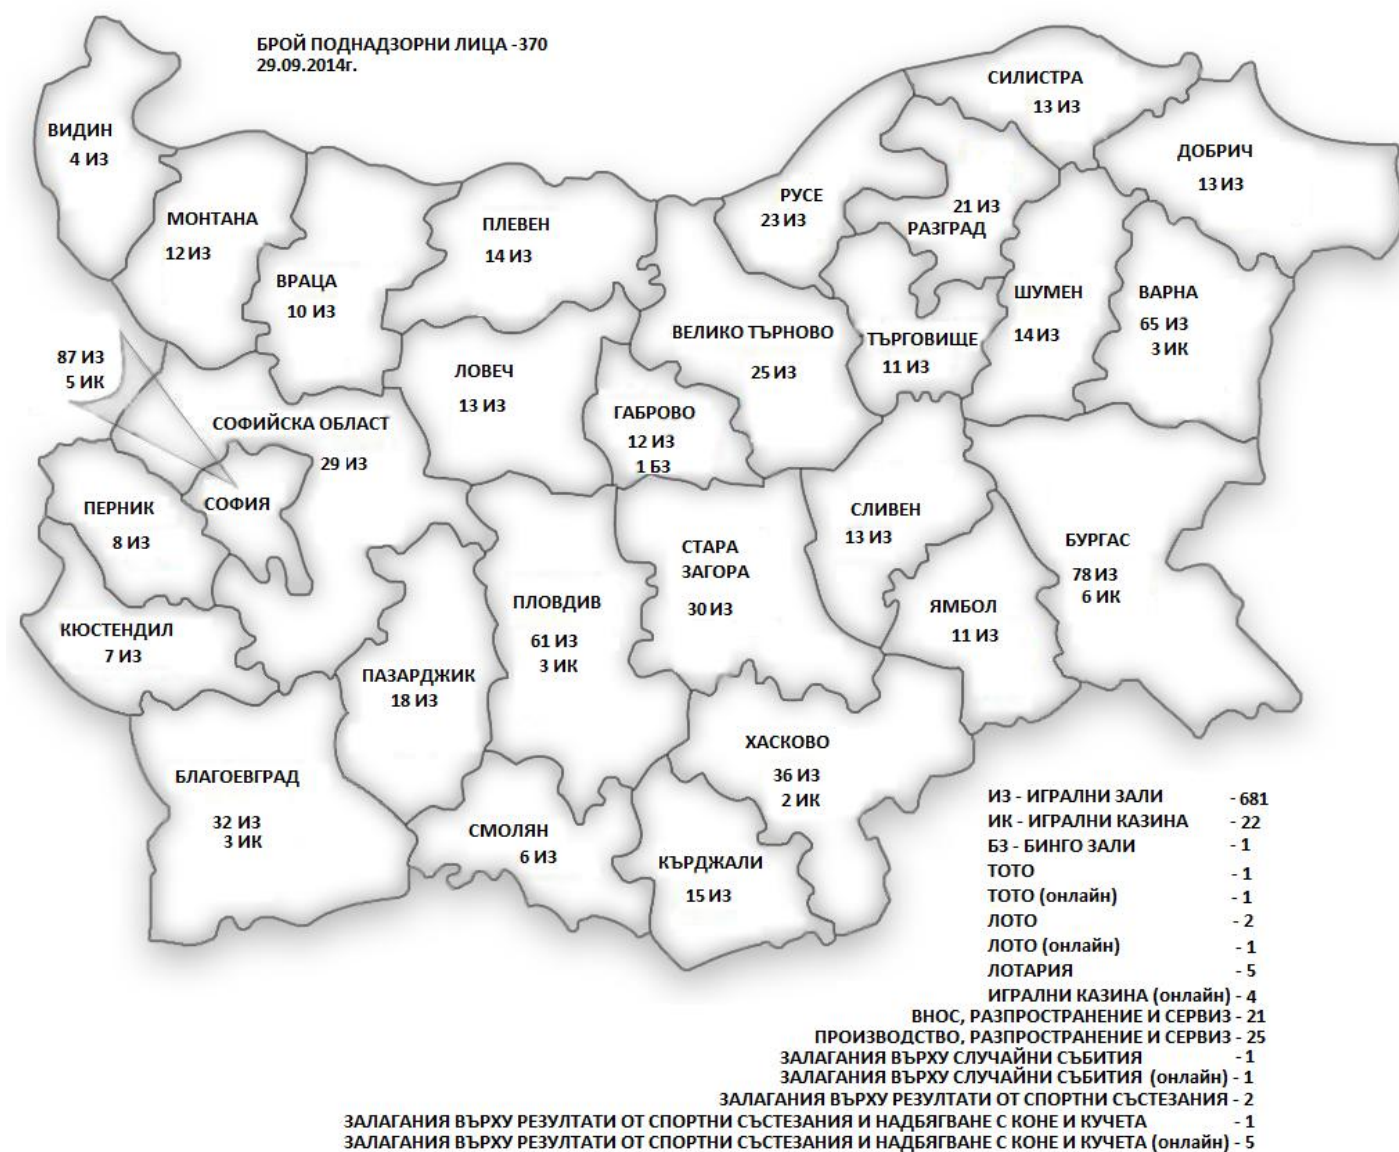 БРОЙ ПОДНАДЗОРНИ ЛИЦА -370
29.09.2014г.
СИЛИСТРА
13 ИЗ
ВИДИН
4 ИЗ
ДОБРИЧ
13 ИЗ
МОНТАНА
12 ИЗ
ПЛЕВЕН
14 ИЗ
РУСЕ
23 ИЗ
21 ИЗ
РАЗГРАД
ВРАЦА
10 ИЗ
ШУМЕН
14 ИЗ
ВАРНА
65 ИЗ
3 ИК
ВЕЛИКО ТЪРНОВО
25 ИЗ
ТЪРГОВИЩЕ
11 ИЗ
87 ИЗ
5 ИК
ЛОВЕЧ
13 ИЗ
ГАБРОВО
12 ИЗ
1 БЗ
СОФИЙСКА ОБЛАСТ
29 ИЗ
СОФИЯ
ПЕРНИК
8 ИЗ
СЛИВЕН
13 ИЗ
БУРГАС
78 ИЗ
6 ИК
СТАРА
ЗАГОРА
30 ИЗ
ПЛОВДИВ
61 ИЗ
3 ИК
ЯМБОЛ
11 ИЗ
КЮСТЕНДИЛ
7 ИЗ
ПАЗАРДЖИК
18 ИЗ
ХАСКОВО
36 ИЗ
2 ИК
БЛАГОЕВГРАД
32 ИЗ
3 ИК
СМОЛЯН
6 ИЗ
КЪРДЖАЛИ
15 ИЗ
ИЗ - ИГРАЛНИ ЗАЛИ - 681
ИК - ИГРАЛНИ КАЗИНА - 22
БЗ - БИНГО ЗАЛИ - 1
ТОТО - 1
ТОТО (онлайн) - 1
ЛОТО - 2
ЛОТО (онлайн) - 1
ЛОТАРИЯ - 5
ИГРАЛНИ КАЗИНА (онлайн) - 4
ВНОС, РАЗПРОСТРАНЕНИЕ И СЕРВИЗ - 21
ПРОИЗВОДСТВО, РАЗПРОСТРАНЕНИЕ И СЕРВИЗ - 25
ЗАЛАГАНИЯ ВЪРХУ СЛУЧАЙНИ СЪБИТИЯ - 1
ЗАЛАГАНИЯ ВЪРХУ СЛУЧАЙНИ СЪБИТИЯ (онлайн) - 1
ЗАЛАГАНИЯ ВЪРХУ РЕЗУЛТАТИ ОТ СПОРТНИ СЪСТЕЗАНИЯ - 2
ЗАЛАГАНИЯ ВЪРХУ РЕЗУЛТАТИ ОТ СПОРТНИ СЪСТЕЗАНИЯ И НАДБЯГВАНЕ С КОНЕ И КУЧЕТА - 1
ЗАЛАГАНИЯ ВЪРХУ РЕЗУЛТАТИ ОТ СПОРТНИ СЪСТЕЗАНИЯ И НАДБЯГВАНЕ С КОНЕ И КУЧЕТА (онлайн) - 5